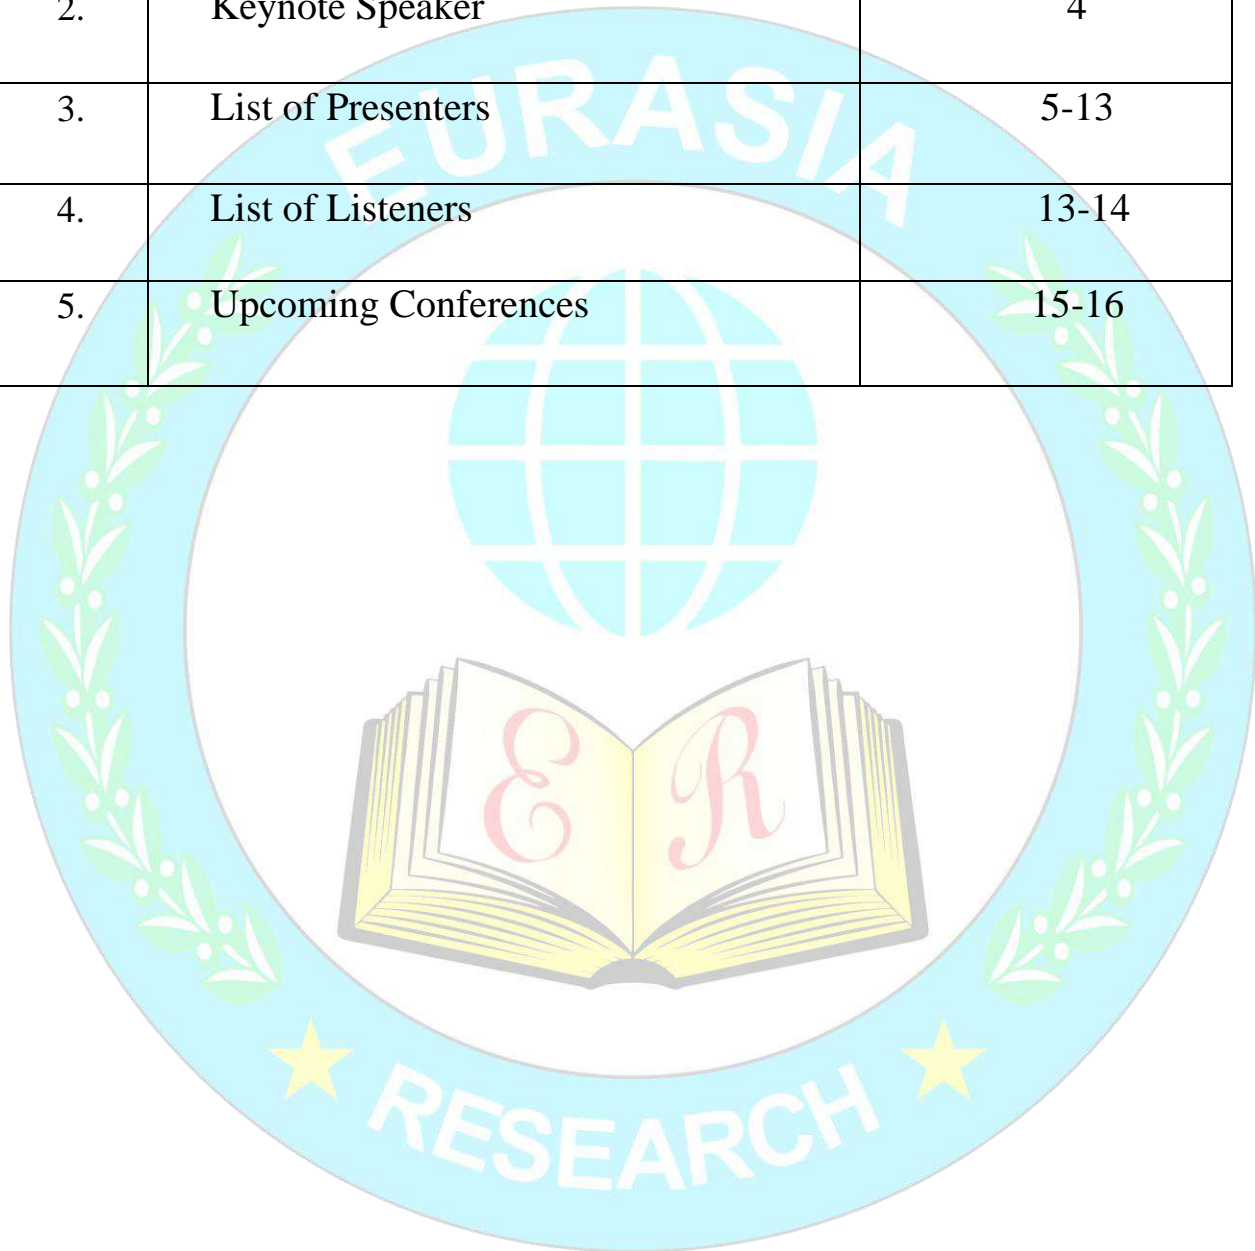 2. Keynote Speaker 4
3. List of Presenters 5-13
4. List of Listeners 13-14
5. Upcoming Conferences 15-16
EURASIA
E R
RESEARCH